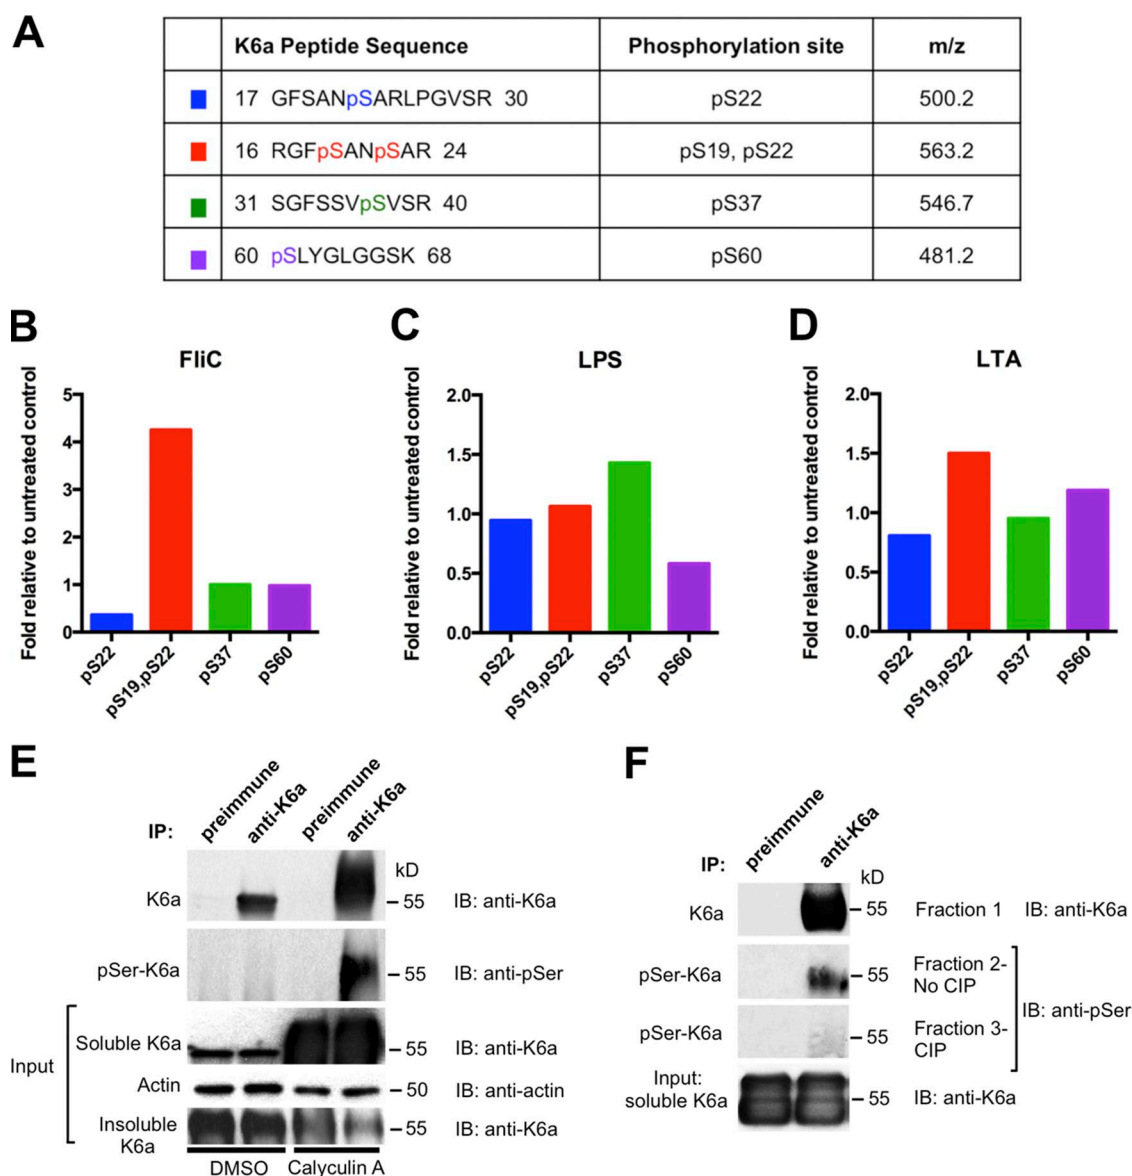 A
K6a Peptide Sequence Phosphorylation site m/z
17 GFSANpSARLPGVSR 30 pS22 500.2
16 RGFpSANpSAR 24 pS19, pS22 563.2
31 SGFSSVpSVSR 40 pS37 546.7
60 pSLYGLGGSK 68 pS60 481.2
B
FliC
Fold relative to untreated control
5
4
3
2
1
0
pS22
pS19,pS22
pS37
pS60
C
LPS
Fold relative to untreated control
2.0
1.5
1.0
0.5
0.0
pS22
pS19,pS22
pS37
pS60
D
LTA
Fold relative to untreated control
2.0
1.5
1.0
0.5
0.0
pS22
pS19,pS22
pS37
pS60
E
IP: preimmune anti-K6a preimmune anti-K6a
kD
K6a 55 IB: anti-K6a
pSer-K6a 55 IB: anti-pSer
Input
Soluble K6a 55 IB: anti-K6a
Actin 50 IB: anti-actin
Insoluble
K6a 55 IB: anti-K6a
DMSO Calyculin A
F
IP: preimmune anti-K6a
kD
K6a 55 Fraction 1 IB: anti-K6a
pSer-K6a 55 Fraction 2-
No CIP
IB: anti-pSer
pSer-K6a 55 Fraction 3-
CIP
Input:
soluble K6a 55 IB: anti-K6a